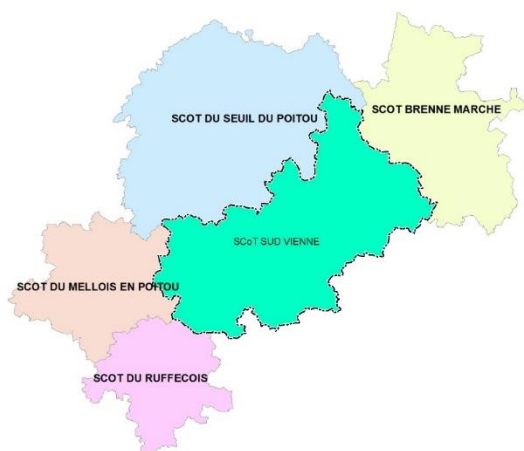 SCOT BRENNE MARCHE
SCOT DU SEUIL DU POITOU
SCoT SUD VIENNE
SCOT DU MELLOIS EN POITOU
SCOT DU RUFFECOIS